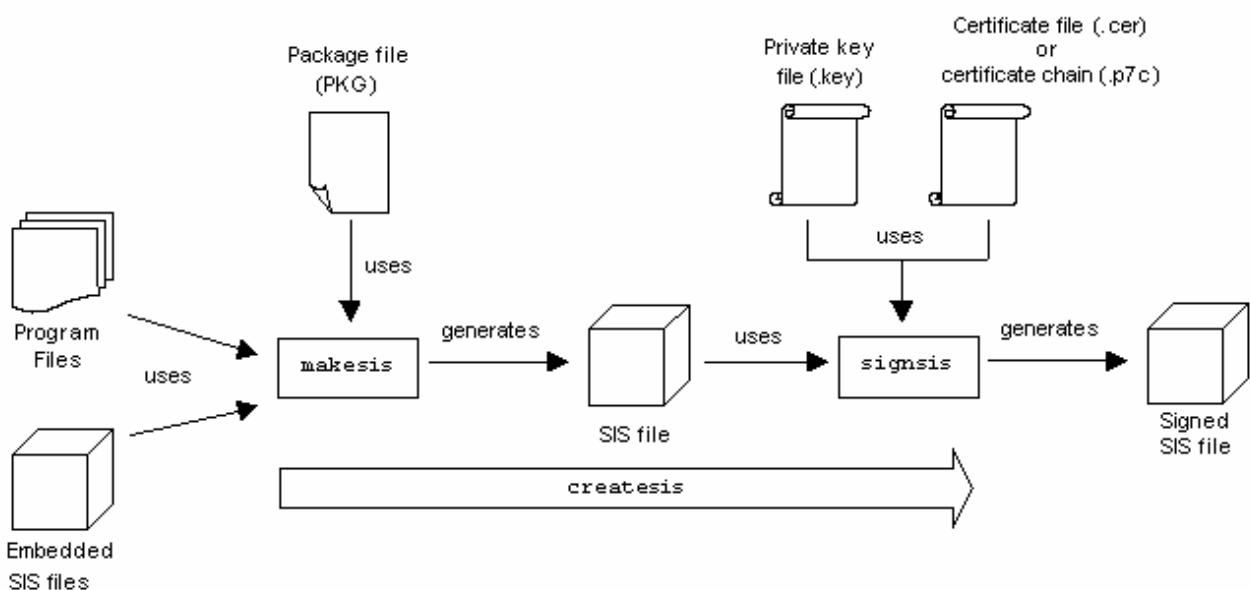 Package file
(PKG)
Private key
file (.key)
Certificate file (.cer)
or
certificate chain (.p7c)
uses
uses
Program
Files
uses
makesis
generates
SIS file
uses
signsis
generates
Signed
SIS file
createsis
Embedded
SIS files